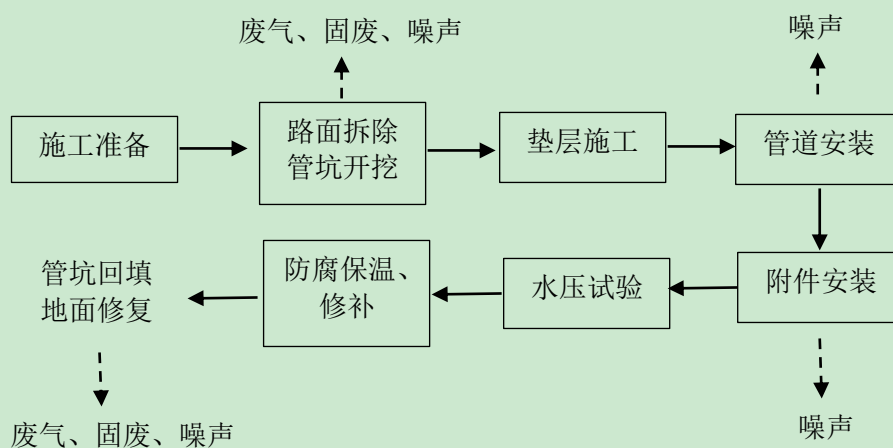 废气、固废、噪声
噪声
施工准备
路面拆除
管坑开挖
垫层施工
管道安装
管坑回填
地面修复
防腐保温、
修补
水压试验
附件安装
废气、固废、噪声
噪声